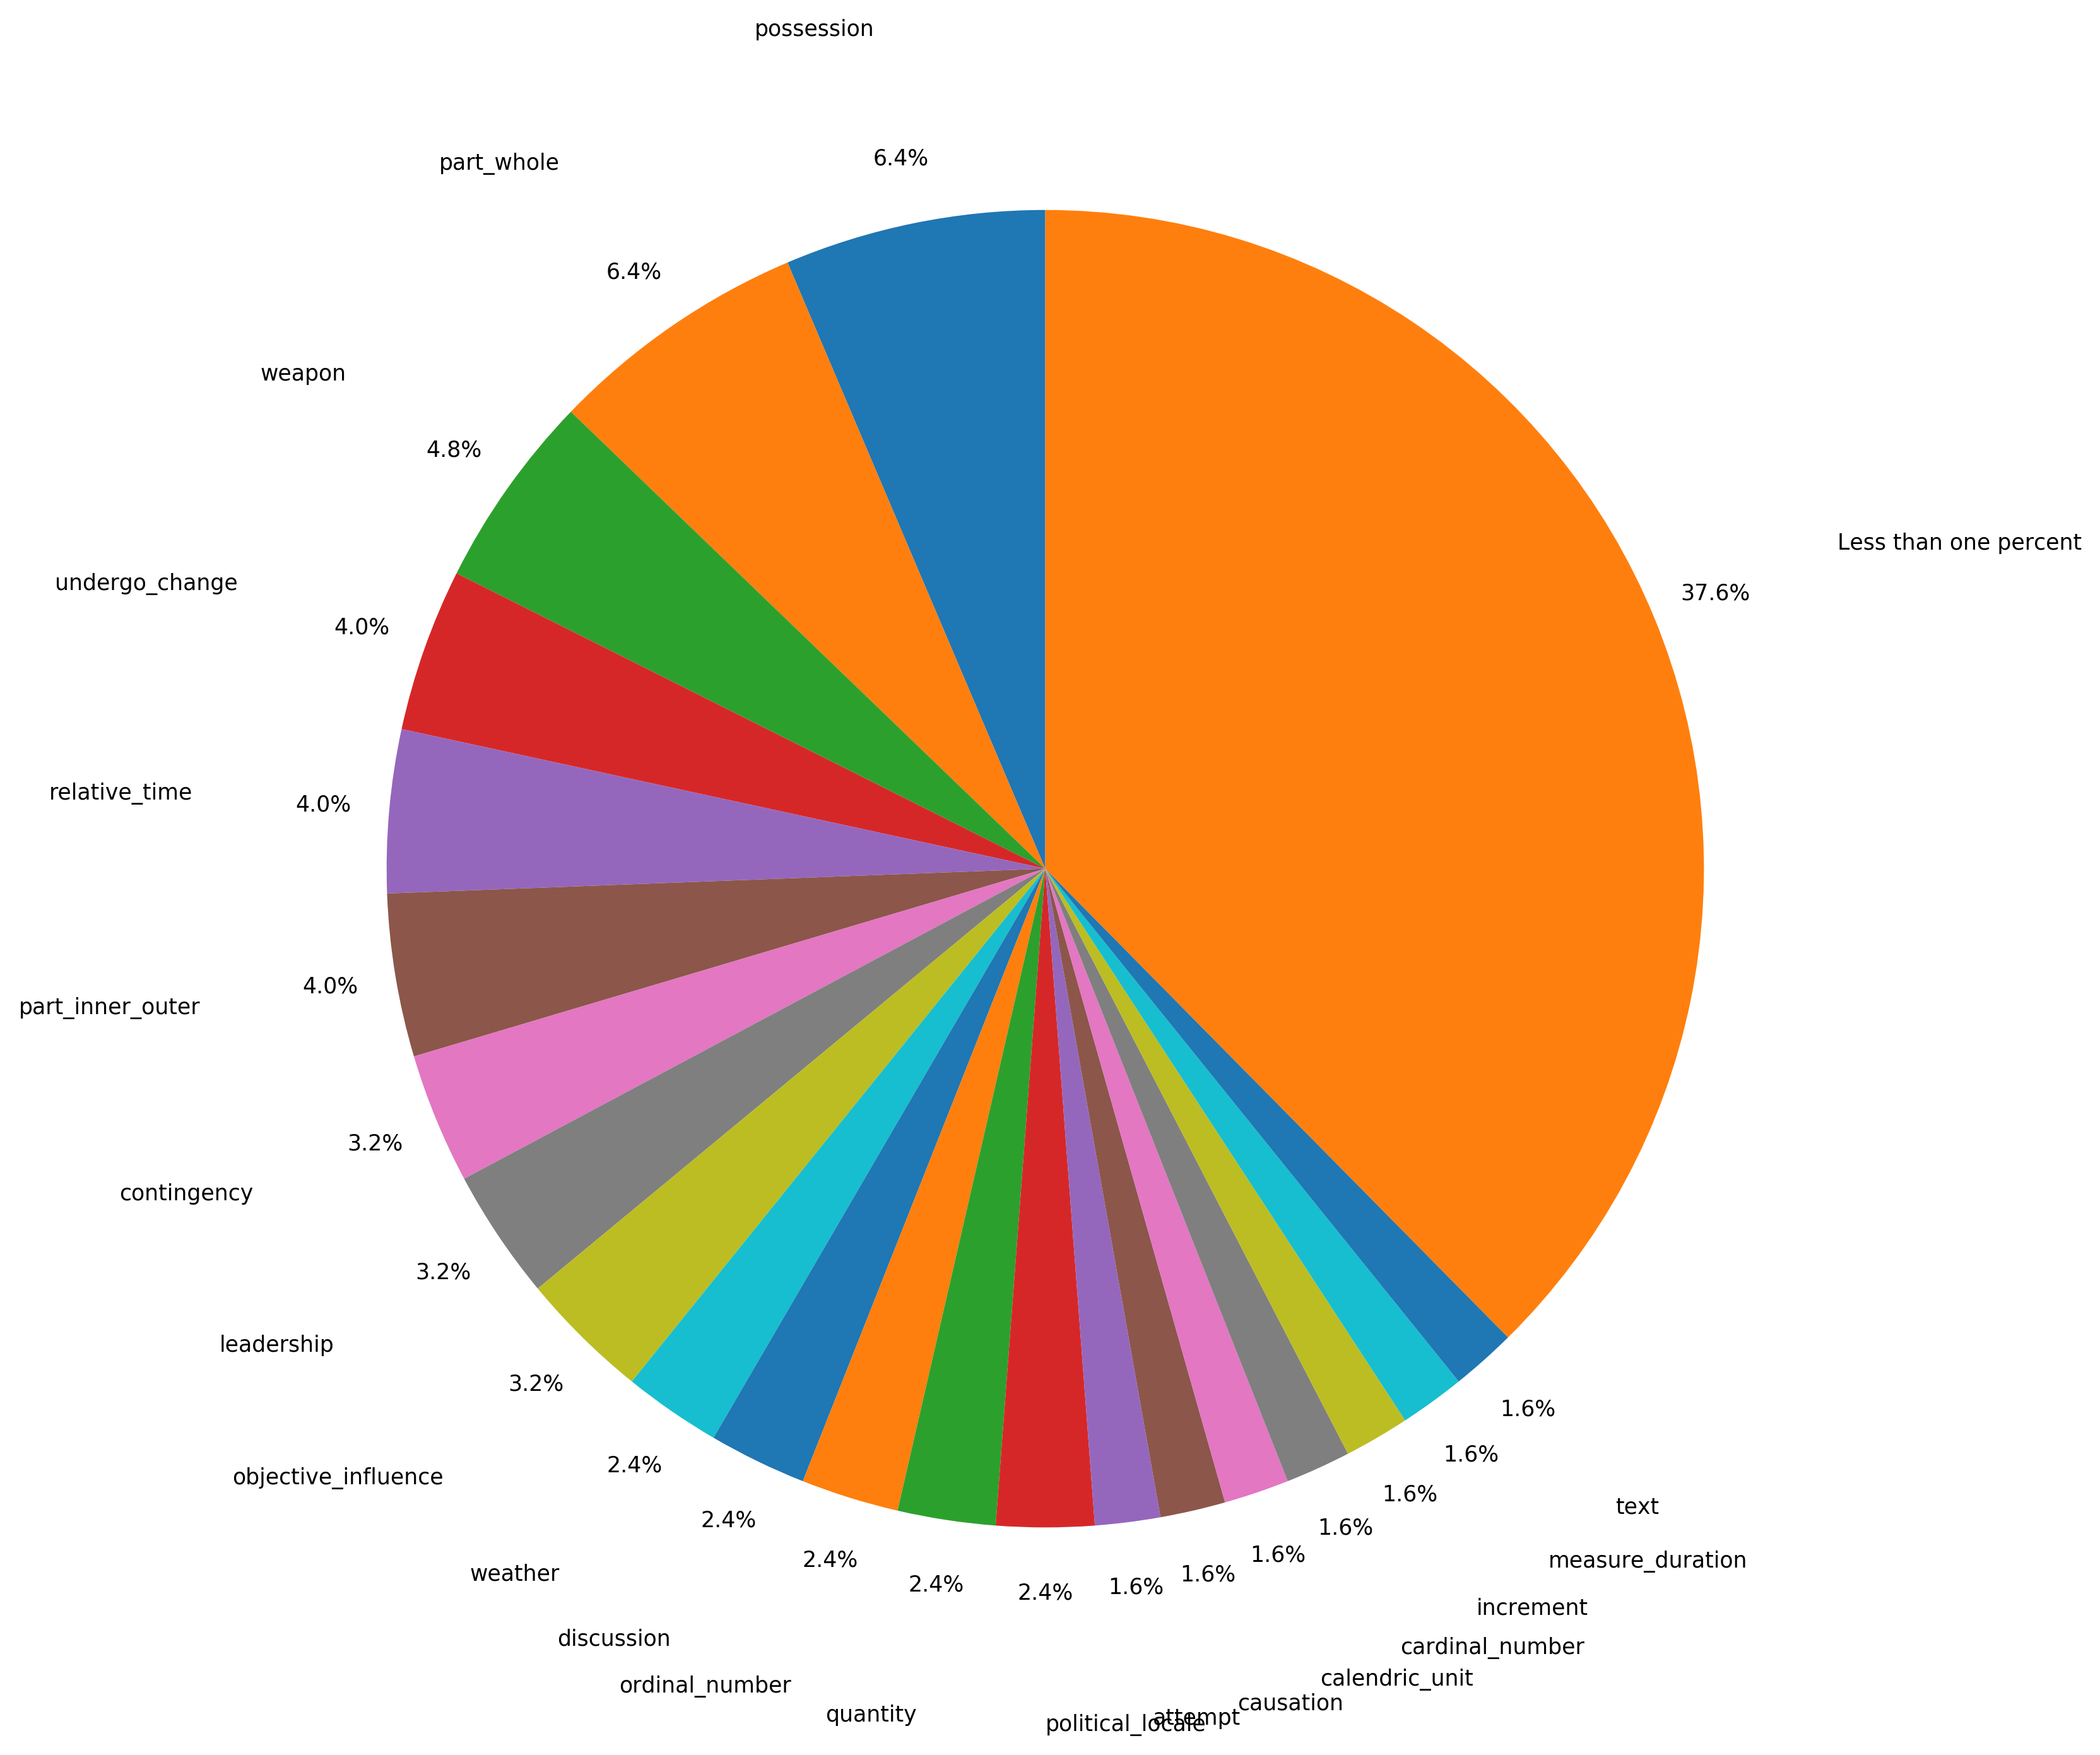 possession
6.4%
part_whole
6.4%
weapon
4.8%
undergo_change
4.0%
relative_time
4.0%
part_inner_outer
4.0%
contingency
3.2%
leadership
3.2%
objective_influence
3.2%
weather
2.4%
discussion
2.4%
ordinal_number
2.4%
quantity
2.4%
political_locale
2.4%
attempt
1.6%
causation
1.6%
calendric_unit
1.6%
cardinal_number
1.6%
increment
1.6%
measure_duration
1.6%
text
1.6%
Less than one percent
37.6%